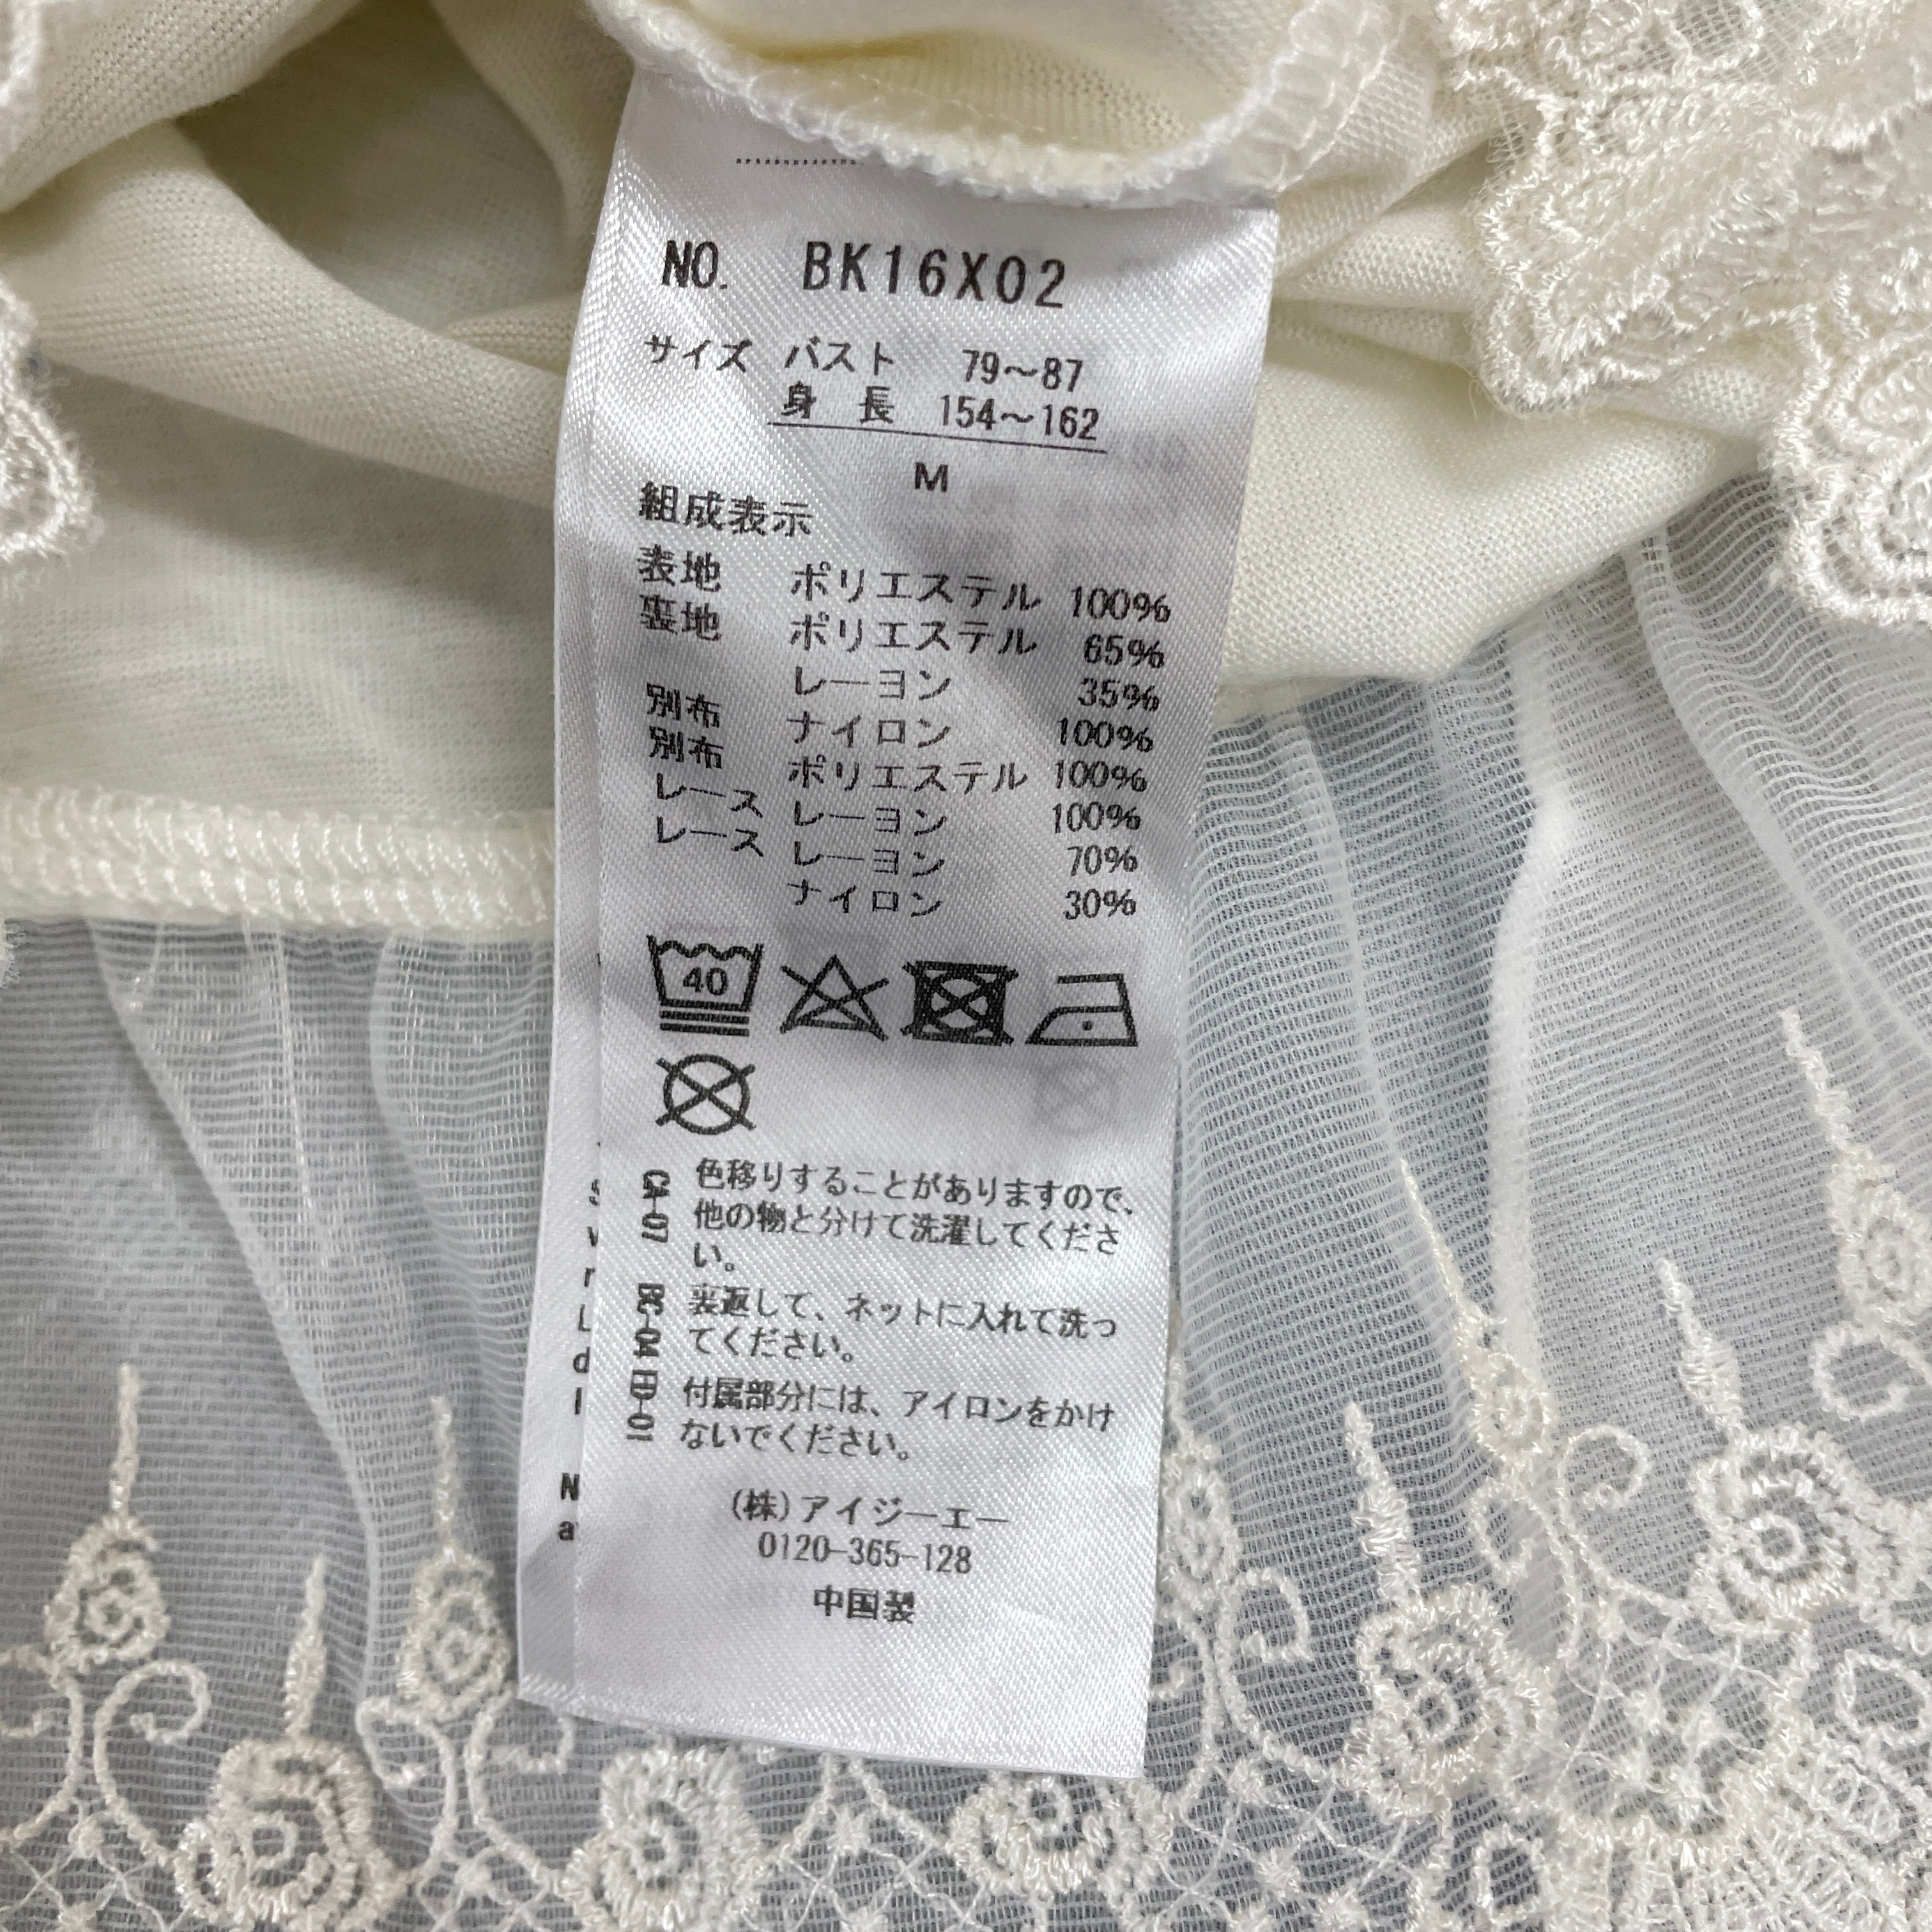 NO. BK16X02
サイズ バスト 79～87
身 長 154～162
M
組成表示
表地 ポリエステル 100%
裏地 ポリエステル 65%
レーヨン 35%
別布 ナイロン 100%
別布 ポリエステル 100%
レース レーヨン 100%
レース レーヨン 70%
ナイロン 30%
40
色移りすることがありますので、
他の物と分けて洗濯してくださ
い。
裏返して、ネットに入れて洗っ
てください。
付属部分には、アイロンをかけ
ないでください。
(株)アイジーエー
0120-365-128
中国製